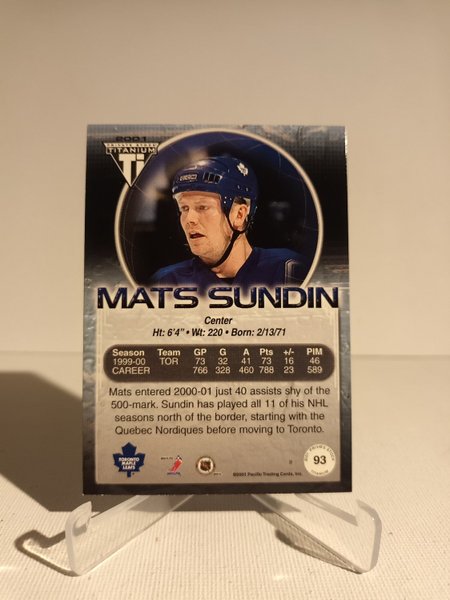 2001
PRIVATE STOCK
TITANIUM
Ti
MATS SUNDIN
Center
Ht: 6'4" • Wt: 220 • Born: 2/13/71
Season Team GP G A Pts +/- PIM
1999-00 TOR 73 32 41 73 16 46
CAREER 766 328 460 788 23 589
Mats entered 2000-01 just 40 assists shy of the
500-mark. Sundin has played all 11 of his NHL
seasons north of the border, starting with the
Quebec Nordiques before moving to Toronto.
TORONTO
MAPLE
LEAFS
93
©2001 Pacific Trading Cards, Inc.